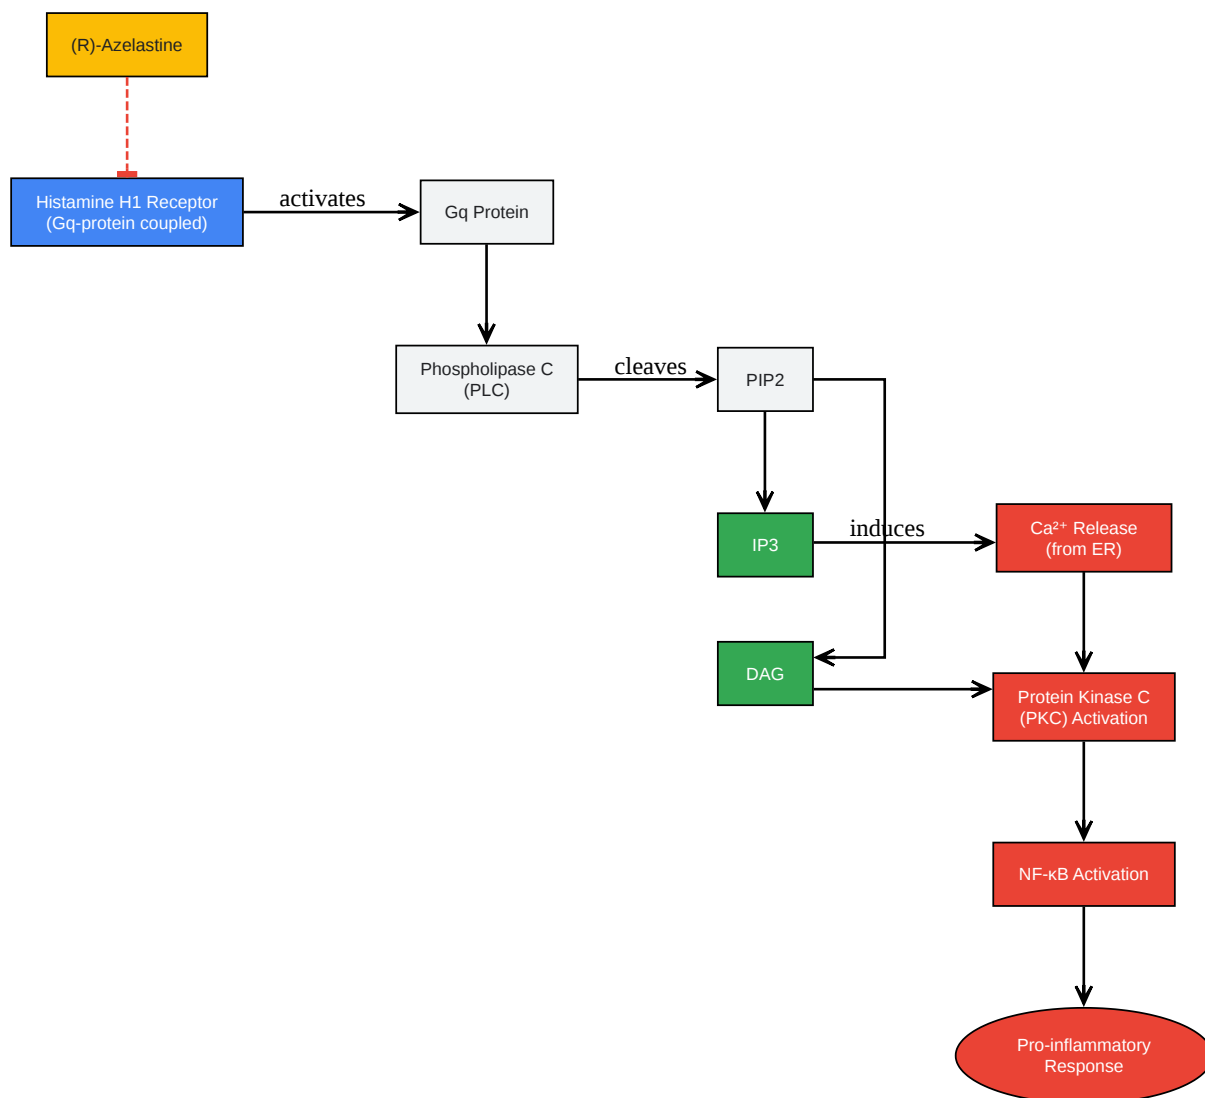 (R)-Azelastine
Histamine H1 Receptor
(Gq-protein coupled)
activates
Gq Protein
Phospholipase C
(PLC)
cleaves
PIP2
IP3
induces
Ca²⁺ Release
(from ER)
DAG
Protein Kinase C
(PKC) Activation
NF-κB Activation
Pro-inflammatory
Response